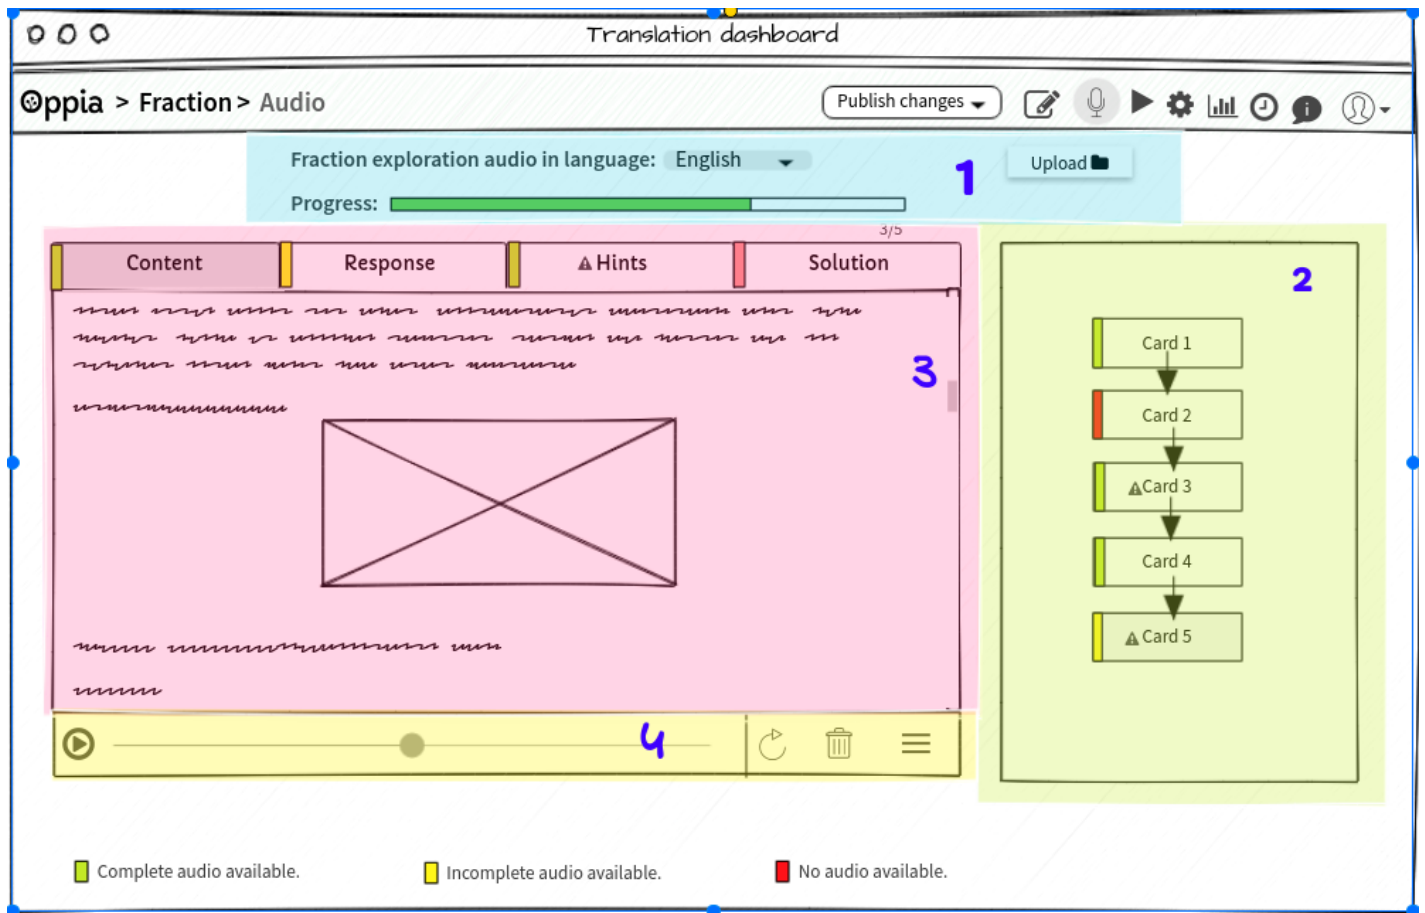 Translation dashboard
Oppia > Fraction > Audio
Publish changes
Fraction exploration audio in language: English
Upload
1
Progress:
3/5
Content Response Hints Solution
3
2
Card 1
Card 2
Card 3
Card 4
Card 5
4
Complete audio available. Incomplete audio available. No audio available.